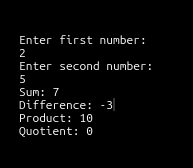 Enter first number:
2
Enter second number:
5
Sum: 7
Difference: -3
Product: 10
Quotient: 0